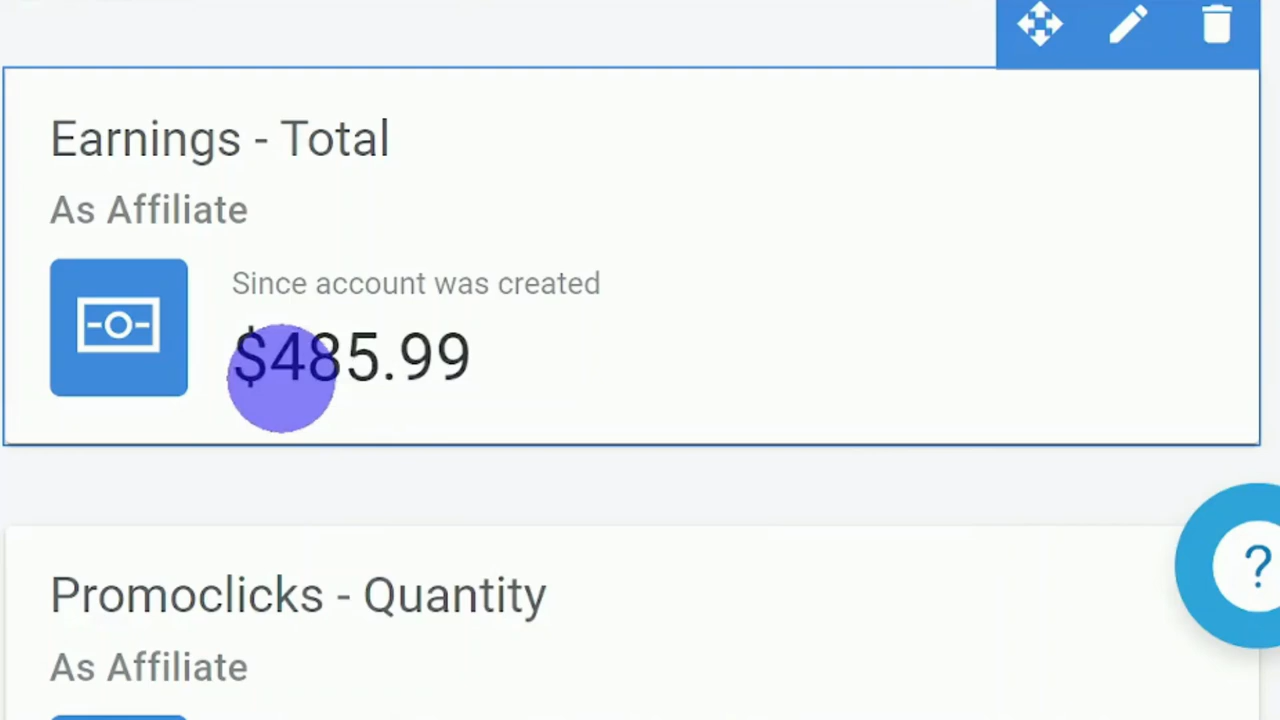 Earnings - Total
As Affiliate
Since account was created
$485.99
?
Promoclicks - Quantity
As Affiliate